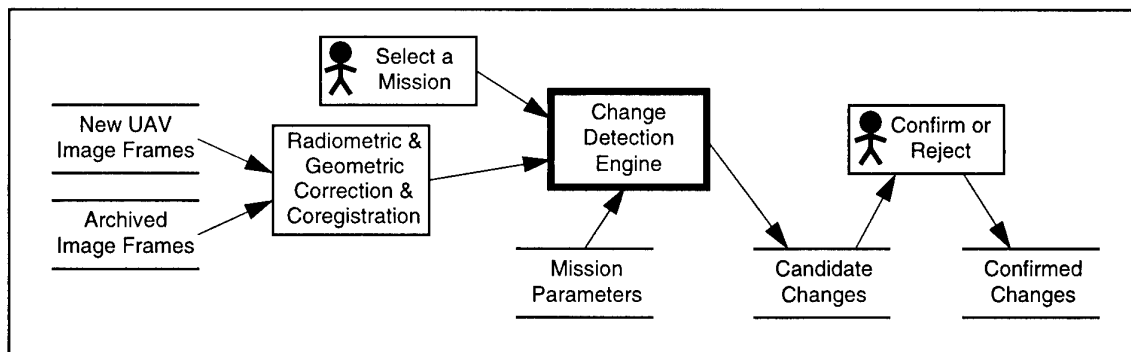 Select a
Mission
New UAV
Image Frames
Archived
Image Frames
Radiometric &
Geometric
Correction &
Coregistration
Change
Detection
Engine
Mission
Parameters
Candidate
Changes
Confirm or
Reject
Confirmed
Changes